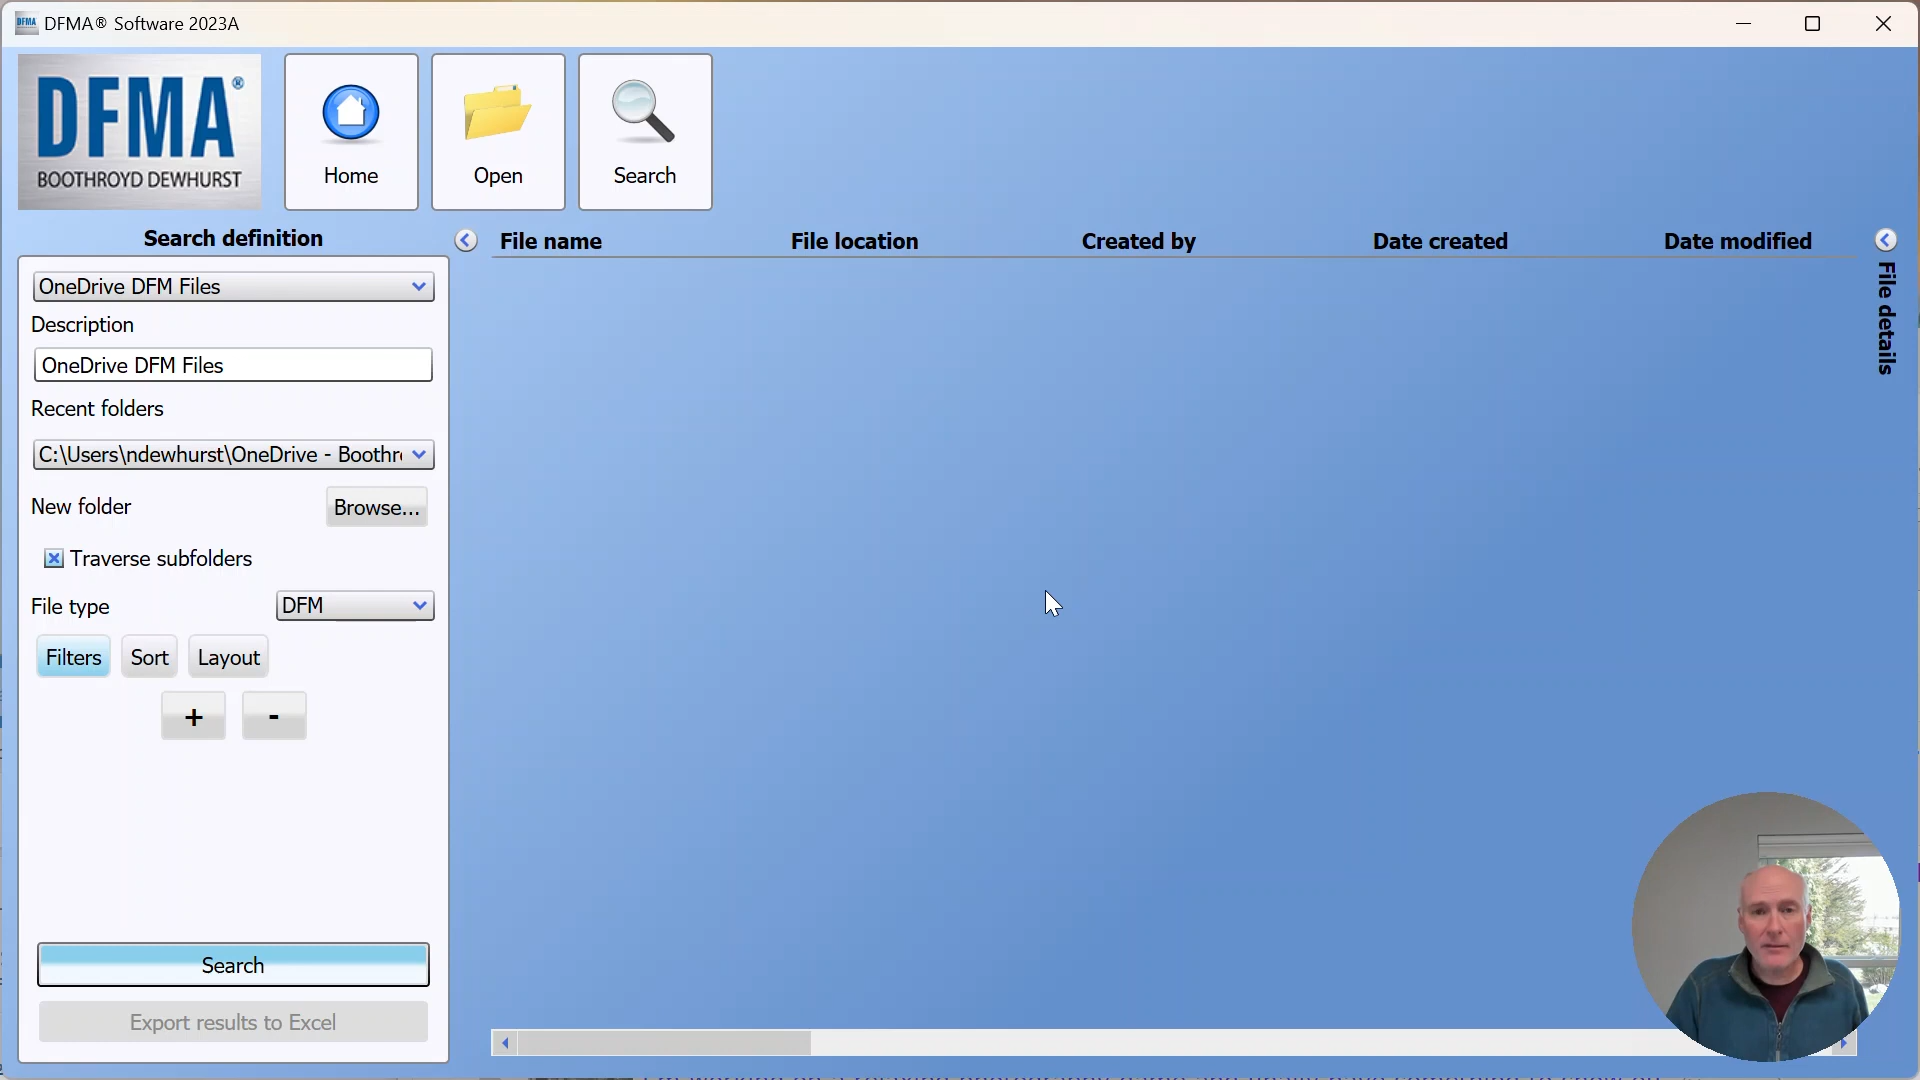 DFMA
DFMA® Software 2023A
DFMA®
BOOTHROYD DEWHURST
Home
Open
Search
Search definition
File name
File location
Created by
Date created
Date modified
File details
OneDrive DFM Files
Description
OneDrive DFM Files
Recent folders
C:\Users\ndewhurst\OneDrive - Boothr
New folder
Browse...
Traverse subfolders
File type
DFM
Filters
Sort
Layout
+
-
Search
Export results to Excel